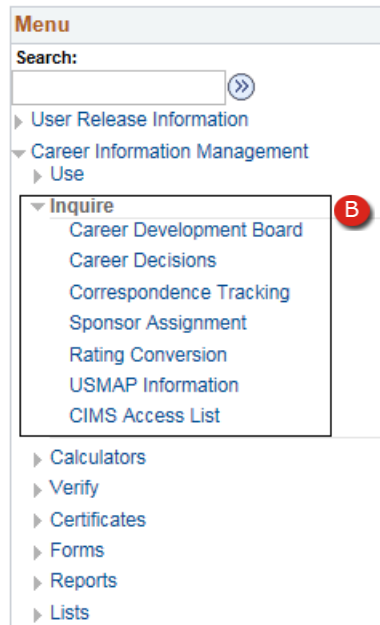 Menu
Search:
User Release Information
Career Information Management
Use
Inquire
B
Career Development Board
Career Decisions
Correspondence Tracking
Sponsor Assignment
Rating Conversion
USMAP Information
CIMS Access List
Calculators
Verify
Certificates
Forms
Reports
Lists